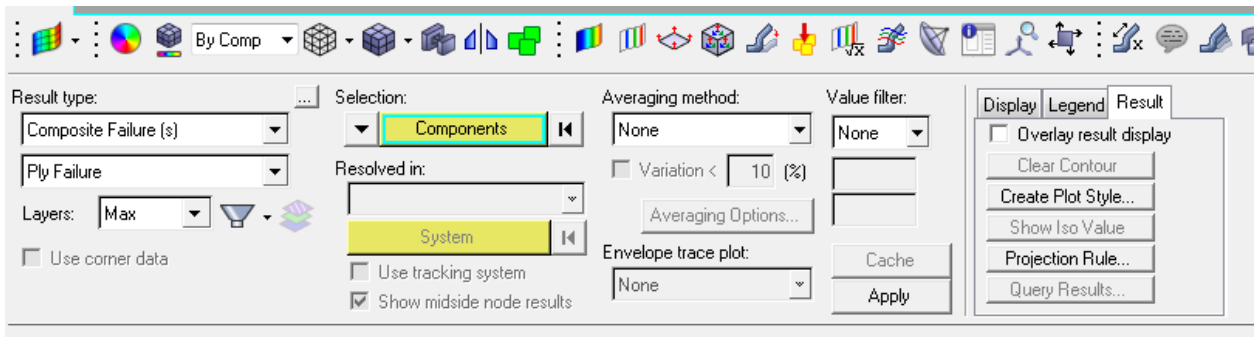 By Comp
Result type:
...
Composite Failure (s)
Ply Failure
Layers:
Max
Use corner data
Selection:
Components
Resolved in:
System
Use tracking system
Show midside node results
Averaging method:
None
Variation < 10 (%)
Averaging Options...
Envelope trace plot:
None
Value filter:
None
Cache
Apply
Display Legend Result
Overlay result display
Clear Contour
Create Plot Style...
Show Iso Value
Projection Rule...
Query Results...